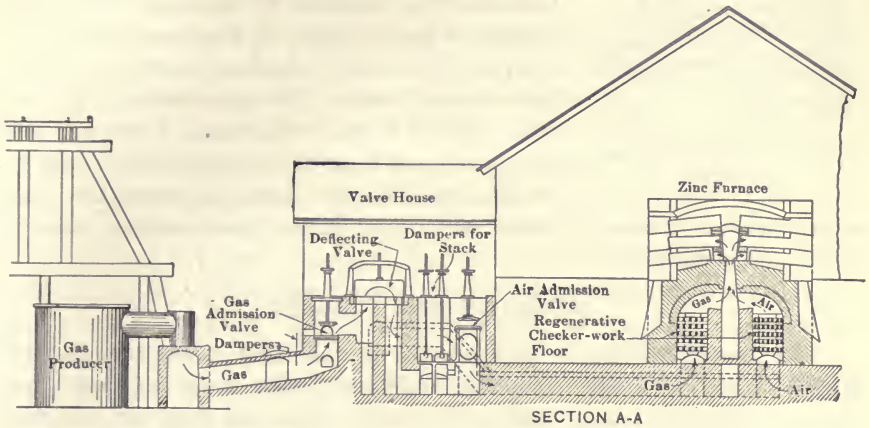 Valve House
Zinc Furnace
Deflecting
Valve
Dampers for
Stack
Gas
Admission
Valve
Dampers
Air Admission
Valve
Regenerative
Checker-work
Floor
Gas
Air
Gas
Producer
Gas
Gas
Air
SECTION A-A